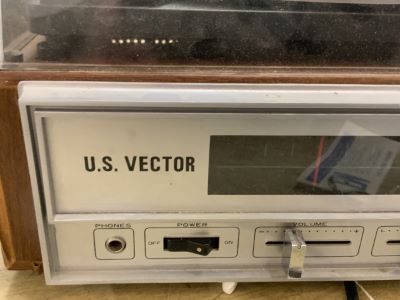 U.S. VECTOR
PHONES POWER VOLUME
OFF ON - + L